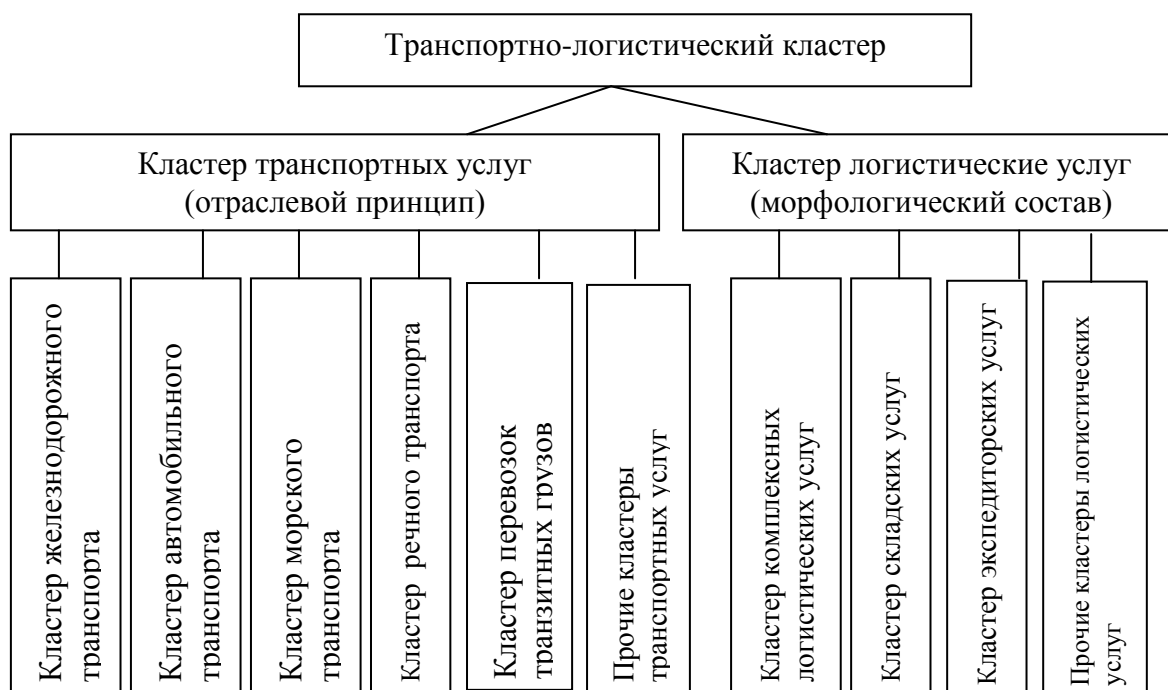 Транспортно-логистический кластер
Кластер транспортных услуг
(отраслевой принцип)
Кластер логистические услуг
(морфологический состав)
Кластер железнодорожного
транспорта
Кластер автомобильного
транспорта
Кластер морского
транспорта
Кластер речного транспорта
Кластер перевозок
транзитных грузов
Прочие кластеры
транспортных услуг
Кластер комплексных
логистических услуг
Кластер складских услуг
Кластер экспедиторских услуг
Прочие кластеры логистических
услуг